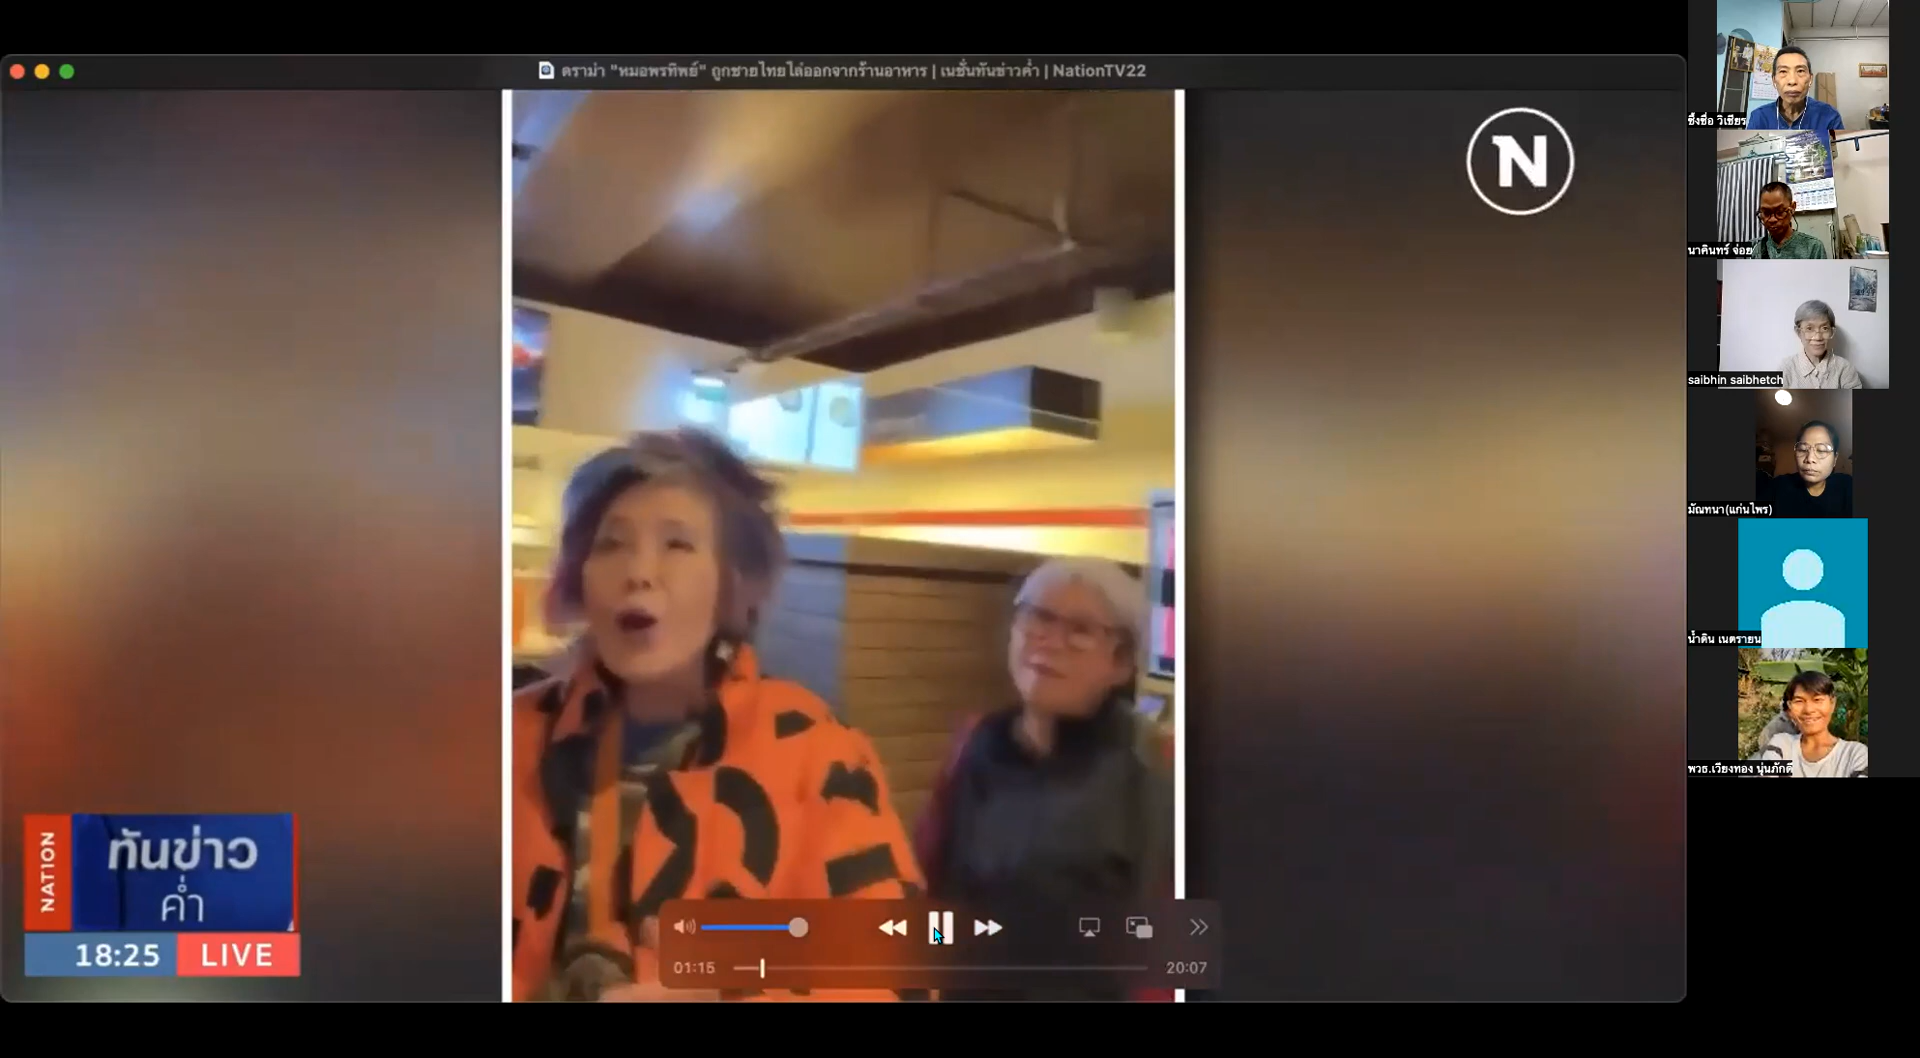 ดราม่า "หมอพรทิพย์" ถูกชายไทยไล่ออกจากร้านอาหาร | เนชั่นทันข่าวค่ำ | NationTV22
N
NATION
ทันข่าว
ค่ำ
18:25 LIVE
01:15
20:07
ซึ้งซื่อ วิเชียร
นาคินทร์ จ๋อย
saibhin saibhetch
มัณทนา(แก่นไพร)
น้ำดิน เนตรายน
พวธ.เวียงทอง นุ่นภักดี